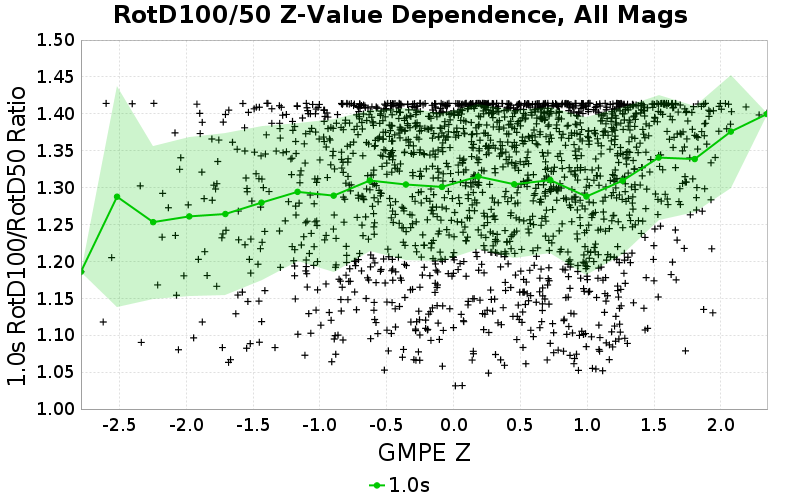 RotD100/50 Z-Value Dependence, All Mags
1.0s RotD100/RotD50 Ratio
1.50
1.45
1.40
1.35
1.30
1.25
1.20
1.15
1.10
1.05
1.00
-2.5 -2.0 -1.5 -1.0 -0.5 0.0 0.5 1.0 1.5 2.0
GMPE Z
1.0s